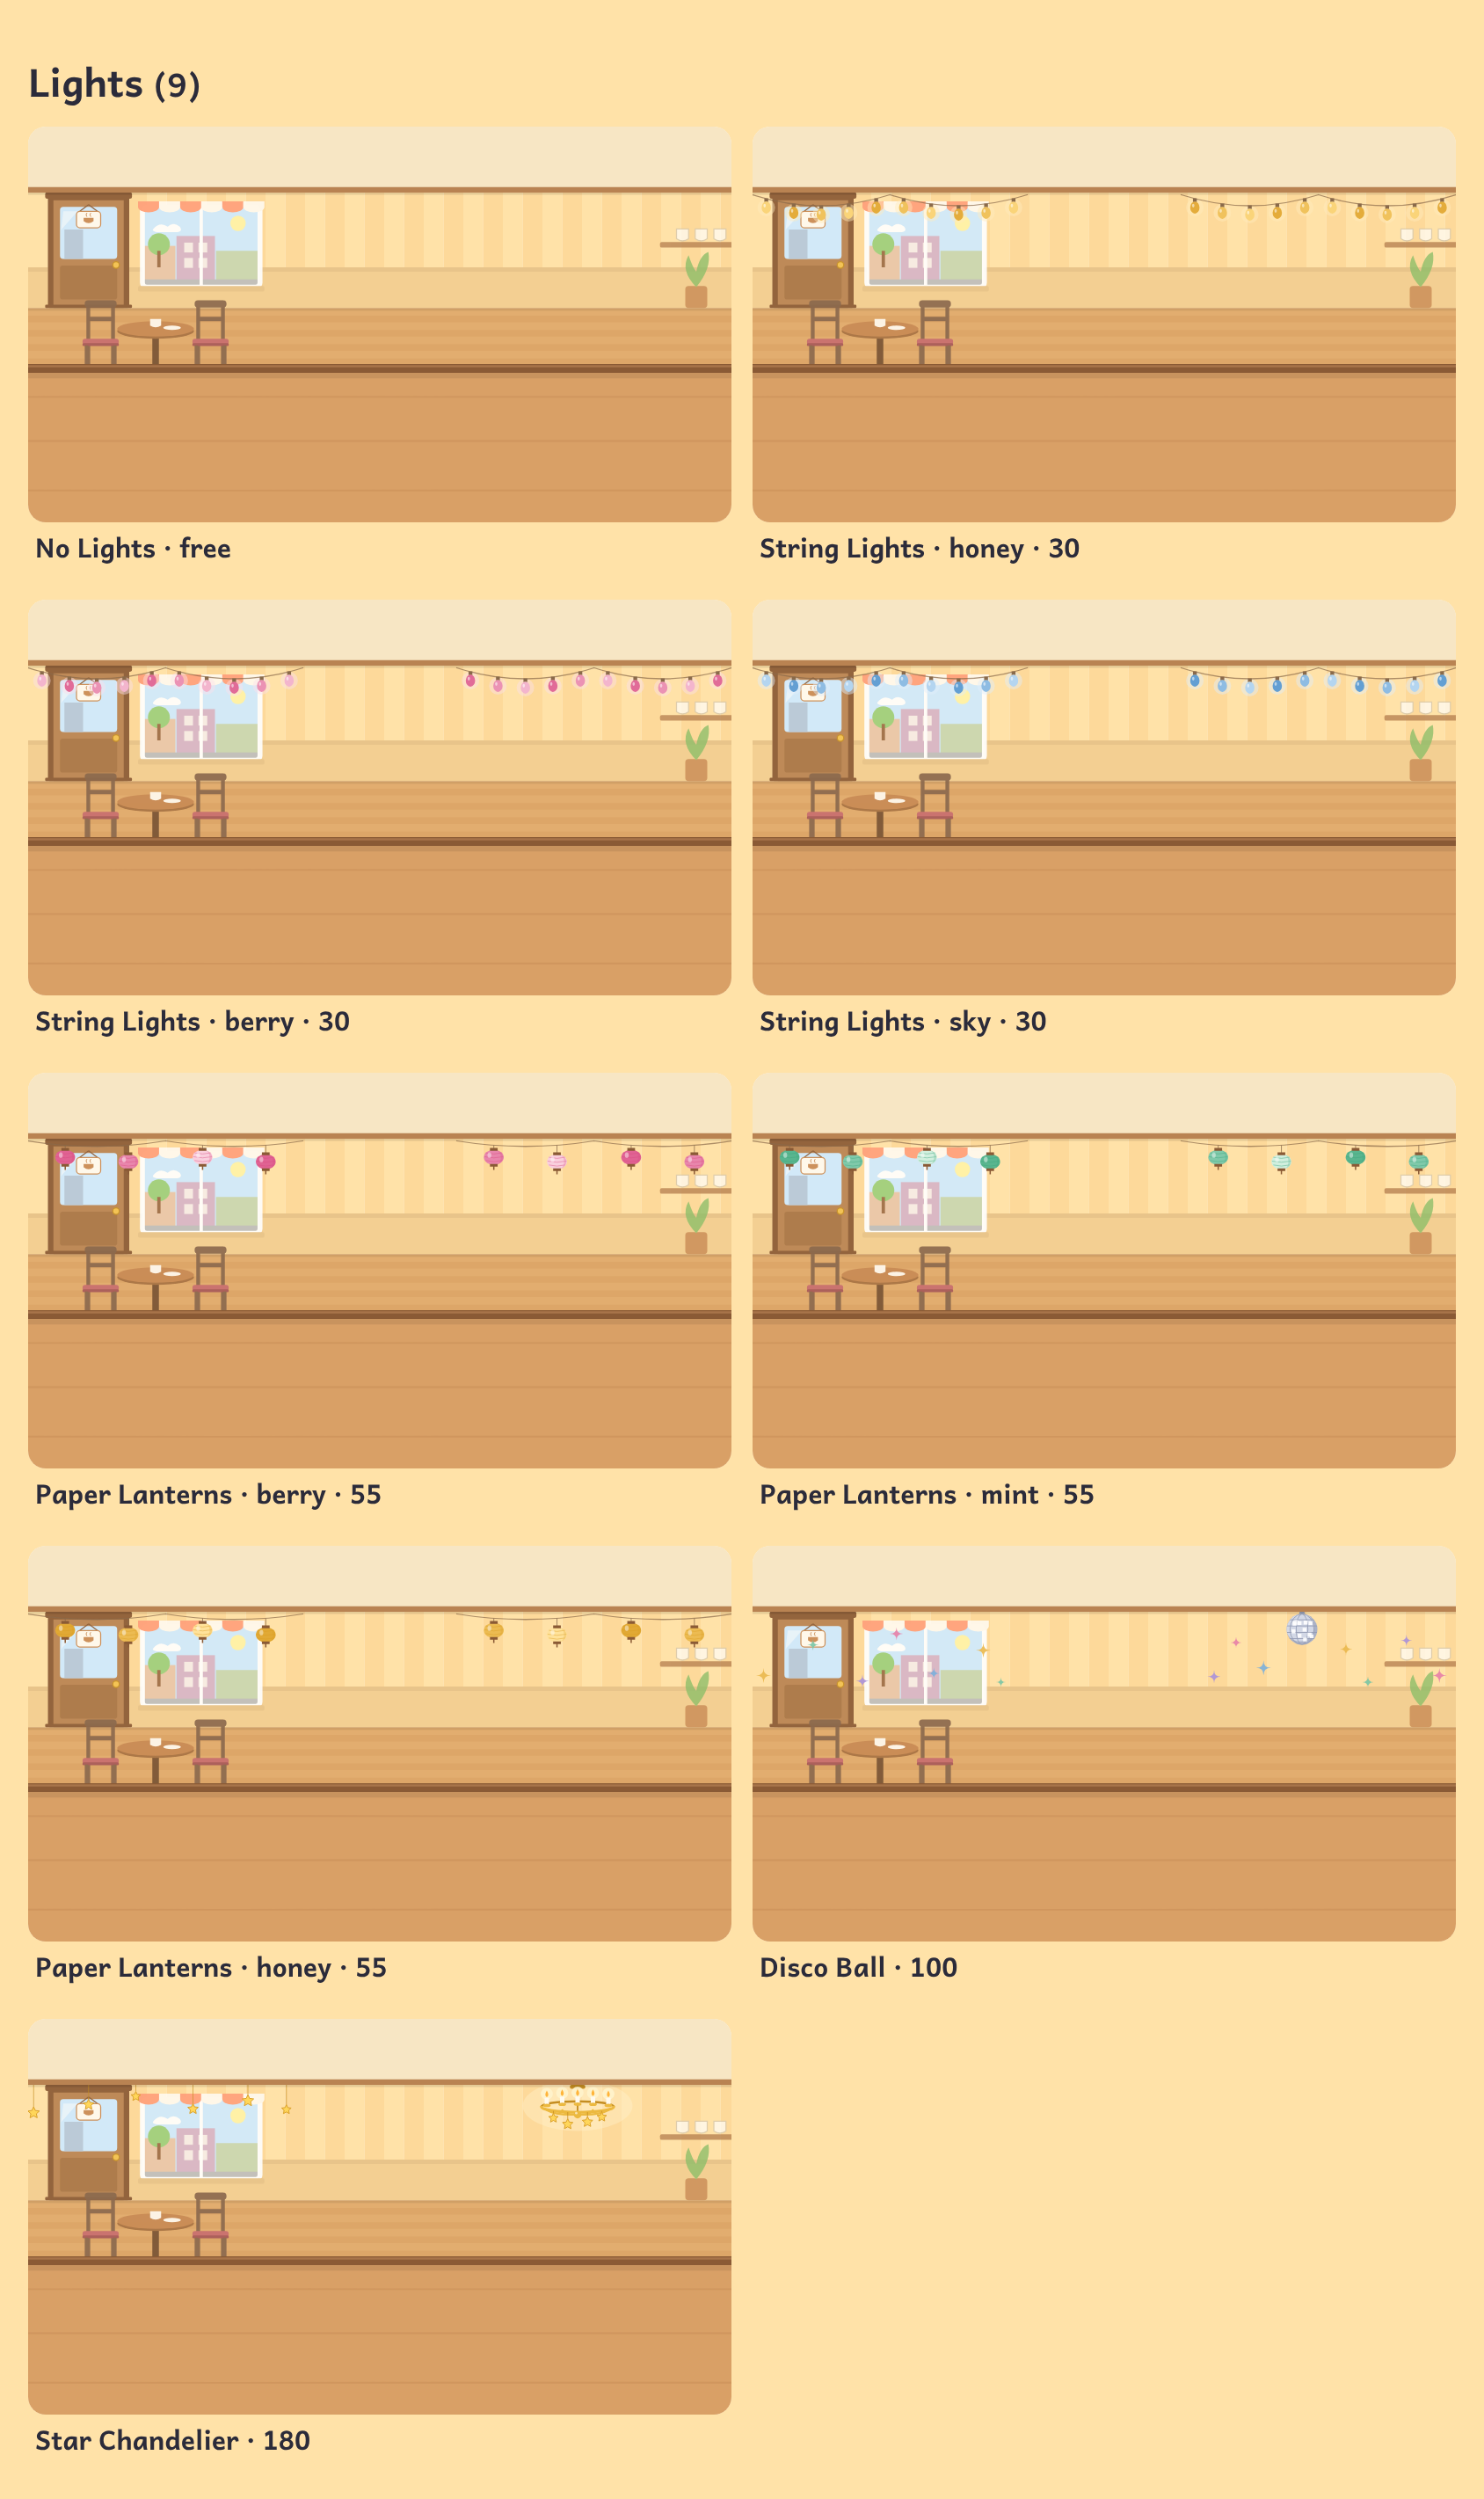 Lights (9)
No Lights · free
String Lights · honey · 30
String Lights · berry · 30
String Lights · sky · 30
Paper Lanterns · berry · 55
Paper Lanterns · mint · 55
Paper Lanterns · honey · 55
Disco Ball · 100
Star Chandelier · 180